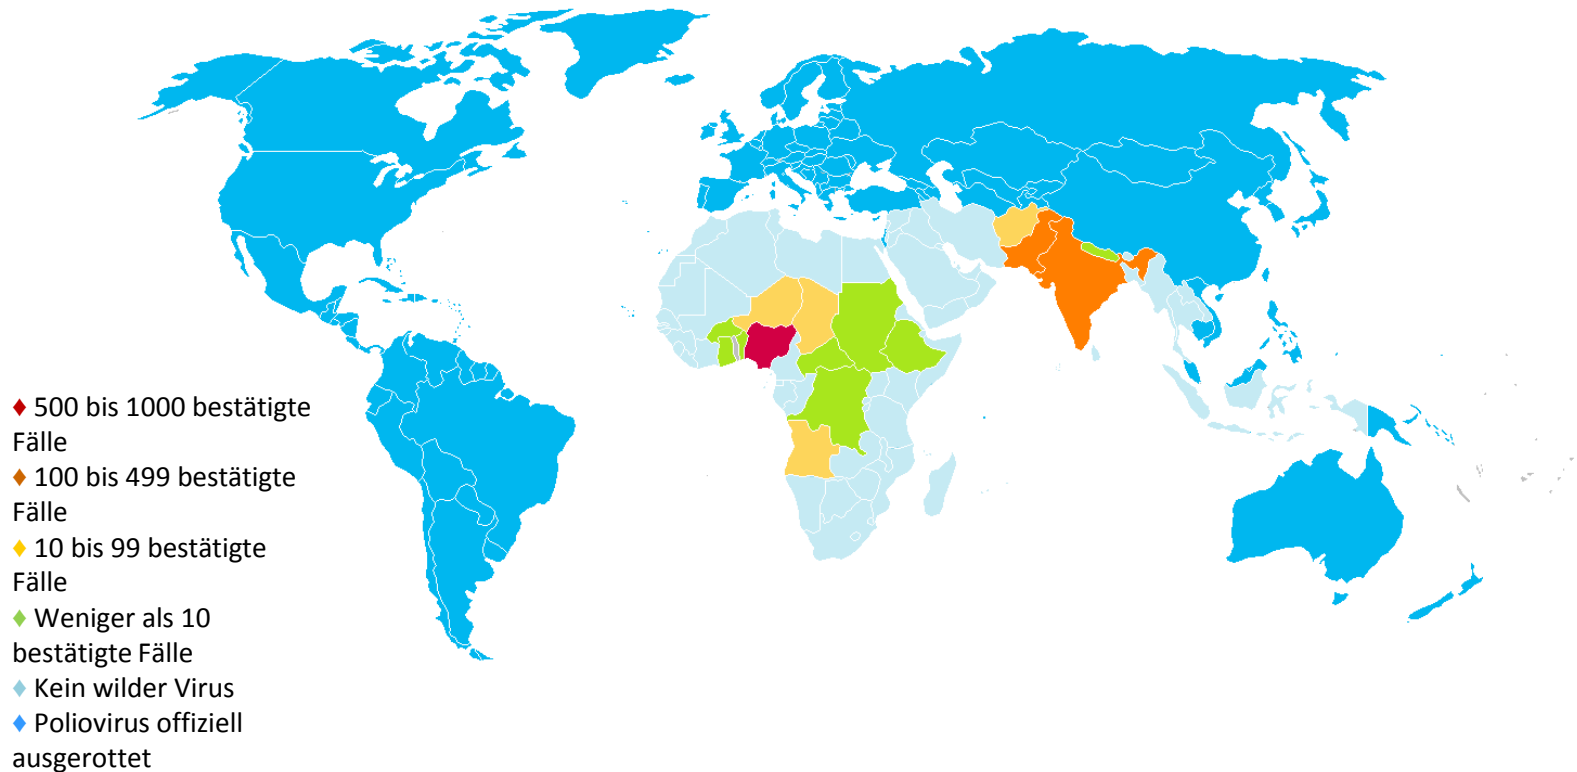 ♦ 500 bis 1000 bestätigte
Fälle
♦ 100 bis 499 bestätigte
Fälle
♦ 10 bis 99 bestätigte
Fälle
♦ Weniger als 10
bestätigte Fälle
♦ Kein wilder Virus
♦ Poliovirus offiziell
ausgerottet